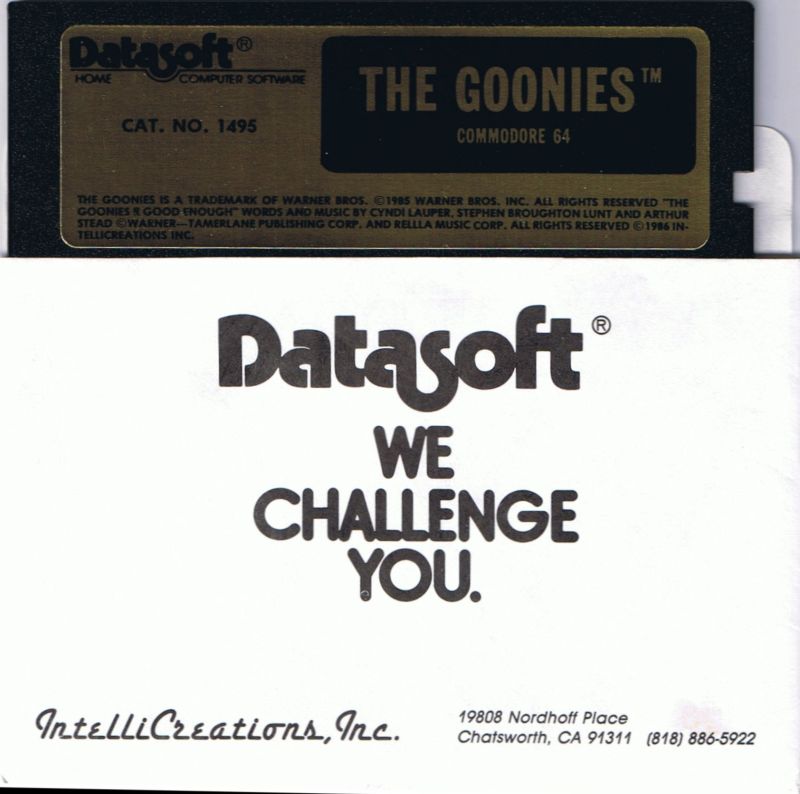 Datasoft®
HOME COMPUTER SOFTWARE
CAT. NO. 1495
THE GOONIES™
COMMODORE 64
THE GOONIES IS A TRADEMARK OF WARNER BROS. ©1985 WARNER BROS. INC. ALL RIGHTS RESERVED "THE
GOONIES R GOOD ENOUGH" WORDS AND MUSIC BY CYNDI LAUPER, STEPHEN BROUGHTON LUNT AND ARTHUR
STEAD ©WARNER—TAMERLANE PUBLISHING CORP. AND RELLLA MUSIC CORP. ALL RIGHTS RESERVED ©1986 IN-
TELLICREATIONS INC.
Datasoft®
WE
CHALLENGE
YOU.
IntelliCreations, Inc.
19808 Nordhoff Place
Chatsworth, CA 91311 (818) 886-5922